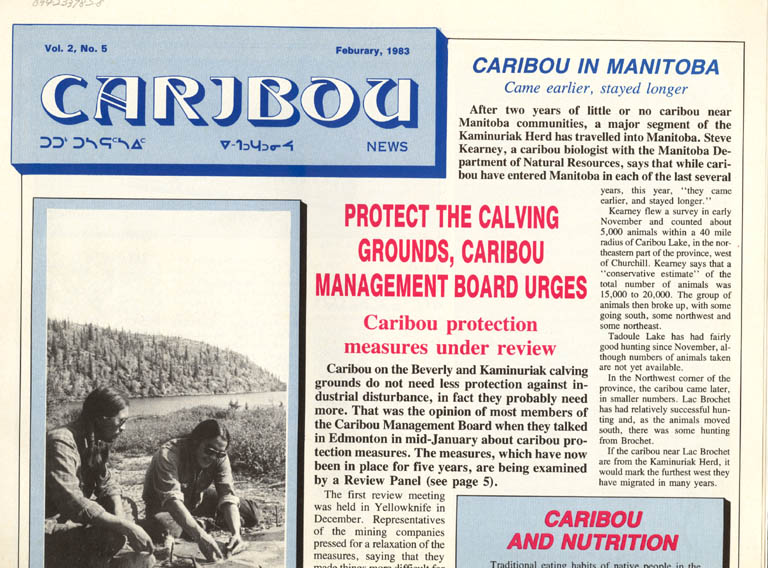 Vol. 2, No. 5
Feburary, 1983
CARIBOU
NEWS
CARIBOU IN MANITOBA
Came earlier, stayed longer
After two years of little or no caribou near
Manitoba communities, a major segment of the
Kaminuriak Herd has travelled into Manitoba. Steve
Kearney, a caribou biologist with the Manitoba De-
partment of Natural Resources, says that while cari-
bou have entered Manitoba in each of the last several
years, this year, "they came
earlier, and stayed longer."
Kearney flew a survey in early
November and counted about
5,000 animals within a 40 mile
radius of Caribou Lake, in the nor-
theastern part of the province, west
of Churchill. Kearney says that a
"conservative estimate" of the
total number of animals was
15,000 to 20,000. The group of
animals then broke up, with some
going south, some northwest and
some northeast.
Tadoule Lake has had fairly
good hunting since November, al-
though numbers of animals taken
are not yet available.
In the Northwest corner of the
province, the caribou came later,
in smaller numbers. Lac Brochet
has had relatively successful hun-
ting and, as the animals moved
south, there was some hunting
from Brochet.
If the caribou near Lac Brochet
are from the Kaminuriak Herd, it
would mark the furthest west they
have migrated in many years.
PROTECT THE CALVING
GROUNDS, CARIBOU
MANAGEMENT BOARD URGES
Caribou protection
measures under review
Caribou on the Beverly and Kaminuriak calving
grounds do not need less protection against in-
dustrial disturbance, in fact they probably need
more. That was the opinion of most members of
the Caribou Management Board when they talked
in Edmonton in mid-January about caribou pro-
tection measures. The measures, which have now
been in place for five years, are being examined
by a Review Panel (see page 5).
The first review meeting
was held in Yellowknife in
December. Representatives
of the mining companies
pressed for a relaxation of the
measures, saying that they
made things more difficult for
CARIBOU
AND NUTRITION
Traditional eating habits of native people in the